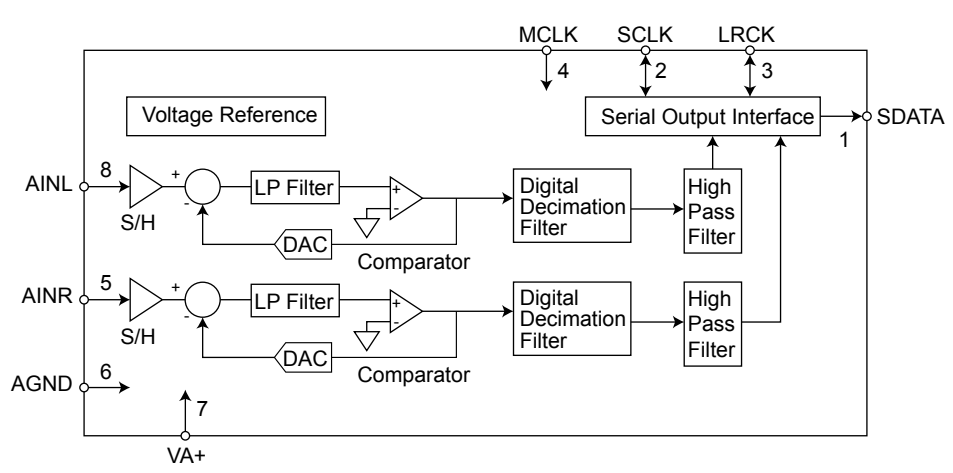 MCLK SCLK LRCK
4 2 3
Voltage Reference
Serial Output Interface
SDATA
1
AINL
8
+
-
S/H
LP Filter
+
-
DAC
Comparator
Digital
Decimation
Filter
High
Pass
Filter
AINR
5
+
-
S/H
LP Filter
+
-
DAC
Comparator
Digital
Decimation
Filter
High
Pass
Filter
AGND
6
7
VA+